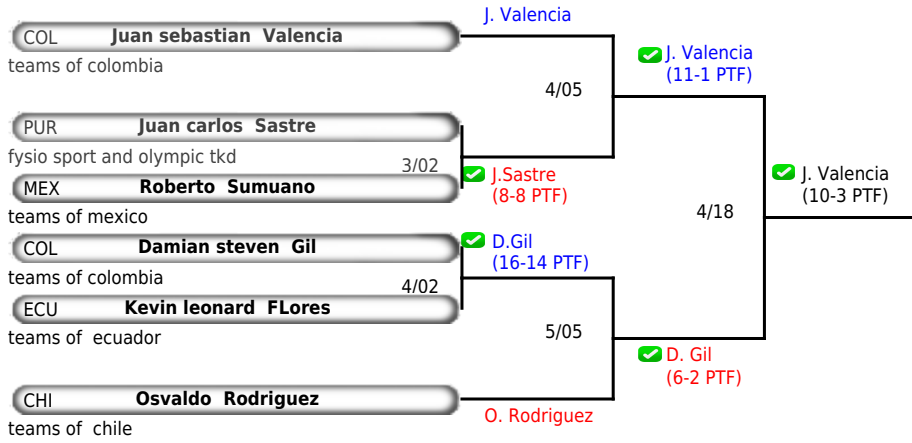 J. Valencia
COL Juan sebastian Valencia
teams of colombia
J. Valencia
(11-1 PTF)
4/05
PUR Juan carlos Sastre
fysio sport and olympic tkd
3/02
J.Sastre
(8-8 PTF)
MEX Roberto Sumuano
teams of mexico
J. Valencia
(10-3 PTF)
4/18
COL Damian steven Gil
teams of colombia
D.Gil
(16-14 PTF)
4/02
ECU Kevin leonard FLores
teams of ecuador
5/05
D. Gil
(6-2 PTF)
CHI Osvaldo Rodriguez
teams of chile
O. Rodriguez